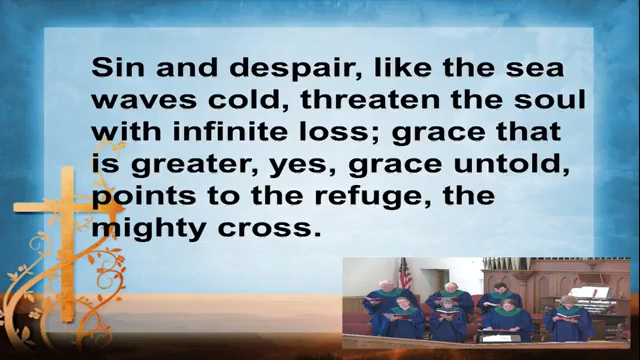 Sin and despair, like the sea
waves cold, threaten the soul
with infinite loss; grace that
is greater, yes, grace untold,
points to the refuge, the
mighty cross.